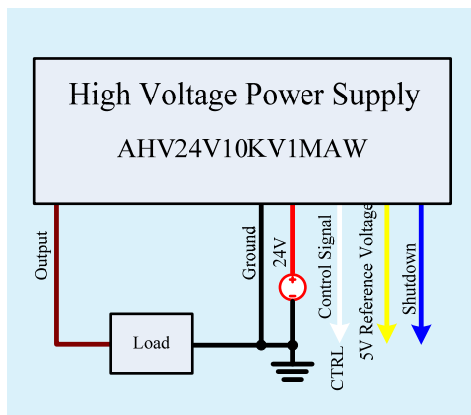 High Voltage Power Supply
AHV24V10KV1MAW
Output
Ground
24V
Control Signal
5V Reference Voltage
Shutdown
+
-
Load
CTRL